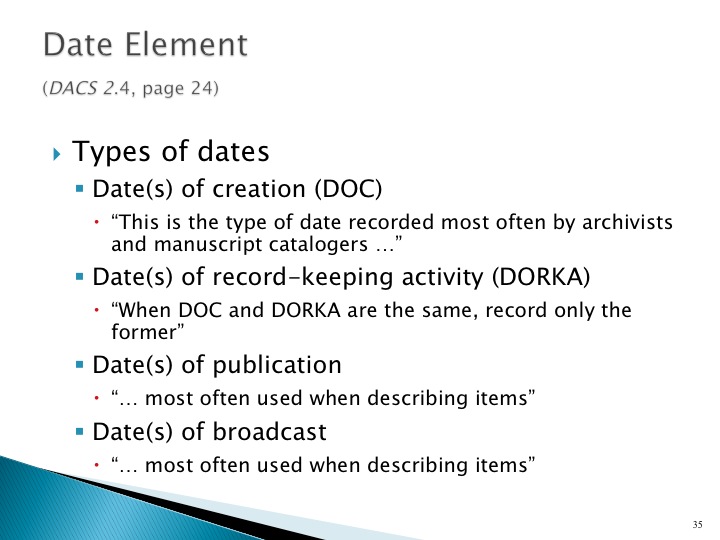 Date Element
(DACS 2.4, page 24)
Types of dates
Date(s) of creation (DOC)
“This is the type of date recorded most often by archivists
and manuscript catalogers …”
Date(s) of record-keeping activity (DORKA)
“When DOC and DORKA are the same, record only the
former”
Date(s) of publication
“… most often used when describing items”
Date(s) of broadcast
“… most often used when describing items”
35